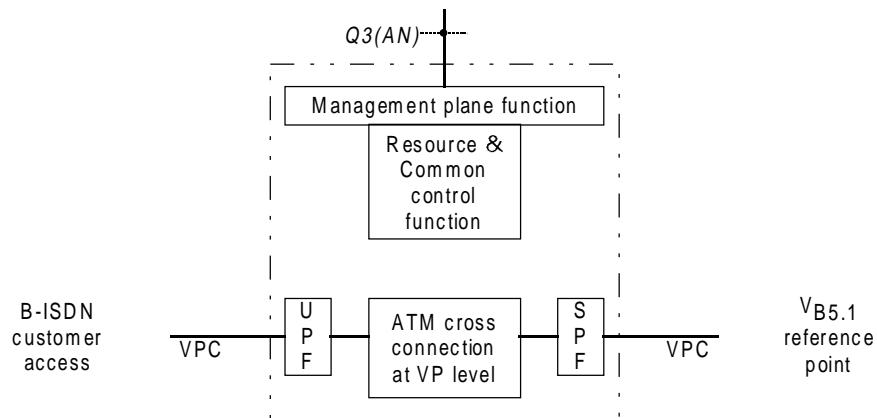 Q3(AN)
Management plane function
Resource &
Common
control
function
B-ISDN
customer
access
VPC
U
P
F
ATM cross
connection
at VP level
S
P
F
VPC
VB5.1
reference
point